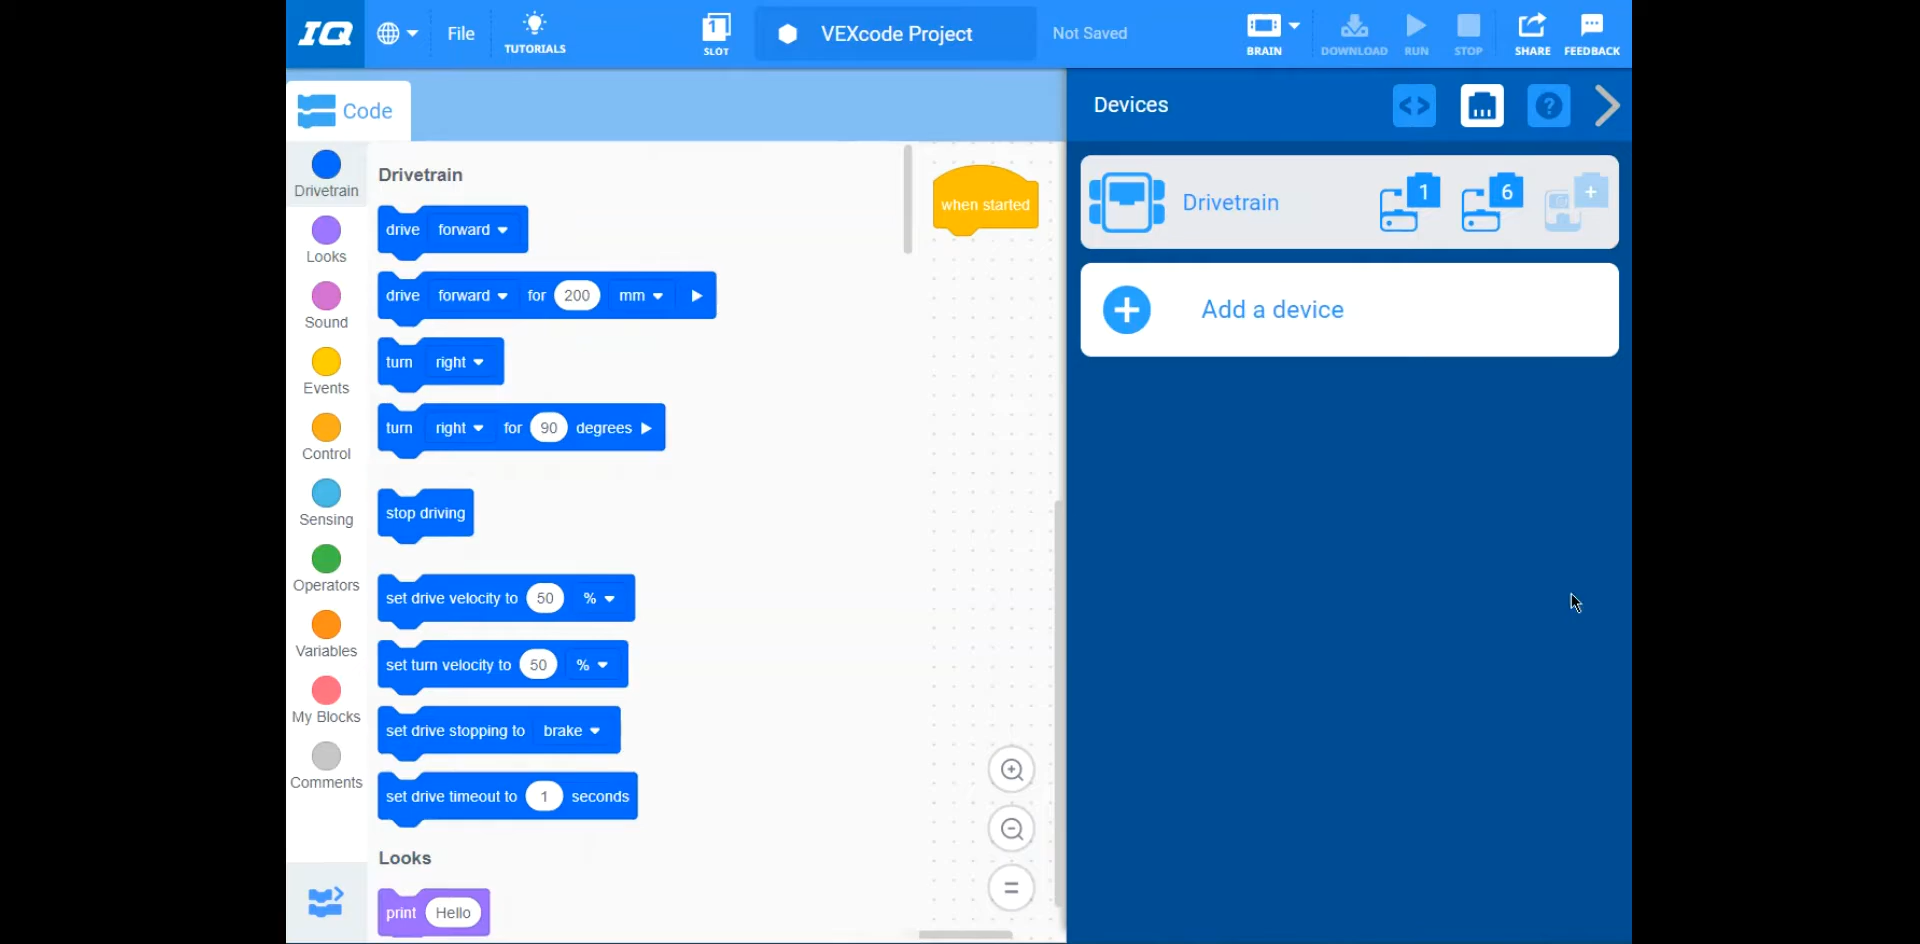 IQ
File
TUTORIALS
1
SLOT
VEXcode Project
Not Saved
BRAIN
DOWNLOAD
RUN
STOP
SHARE
FEEDBACK
Code
Devices
?
Drivetrain
Looks
Sound
Events
Control
Sensing
Operators
Variables
My Blocks
Comments
Drivetrain
drive forward
drive forward for 200 mm
turn right
turn right for 90 degrees
stop driving
set drive velocity to 50 %
set turn velocity to 50 %
set drive stopping to brake
set drive timeout to 1 seconds
Looks
print Hello
when started
Drivetrain 1 6
Add a device